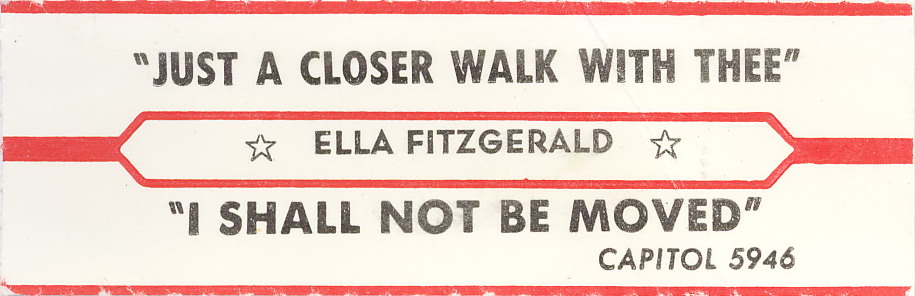 "JUST A CLOSER WALK WITH THEE"
ELLA FITZGERALD
"I SHALL NOT BE MOVED"
CAPITOL 5946